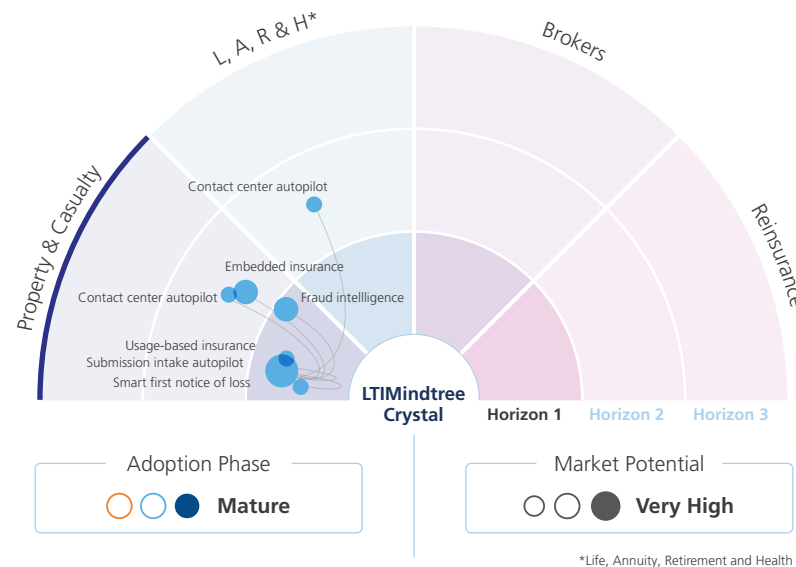 L, A, R & H*
Brokers
Property & Casualty
Reinsurance
Contact center autopilot
Embedded insurance
Contact center autopilot
Fraud intellligence
Usage-based insurance
Submission intake autopilot
Smart first notice of loss
LTIMindtree
Crystal
Horizon 1
Horizon 2
Horizon 3
Adoption Phase
Mature
Market Potential
Very High
*Life, Annuity, Retirement and Health